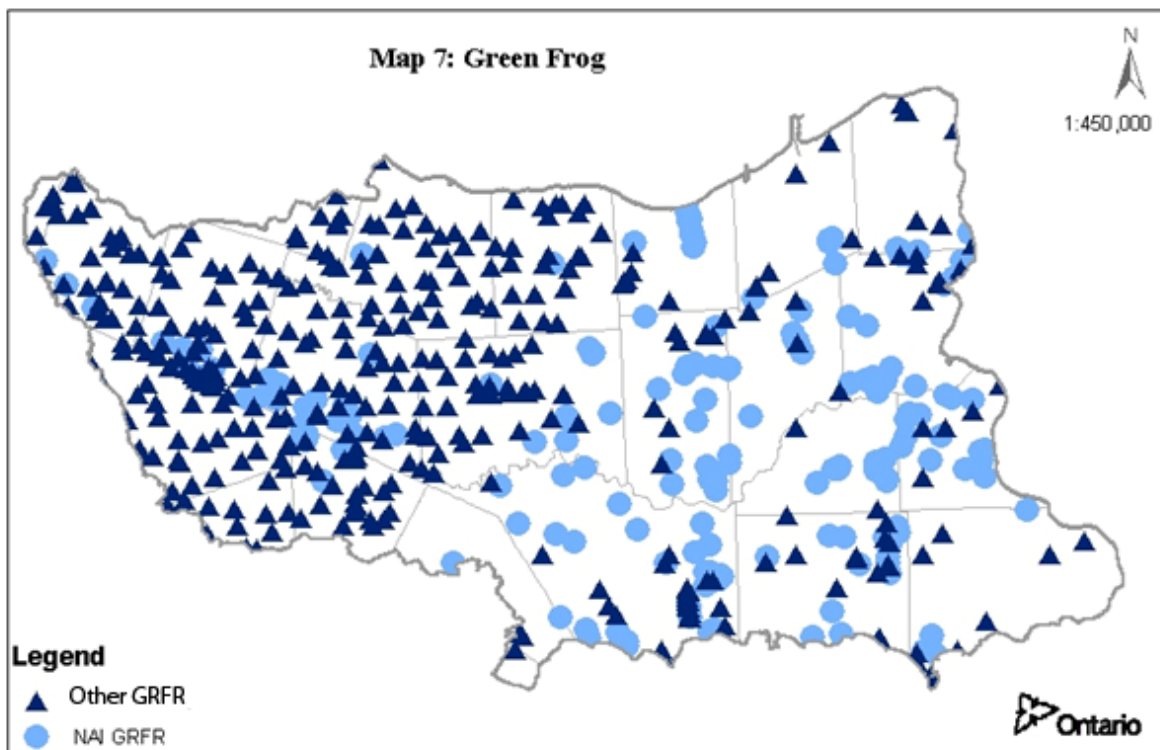 Map 7: Green Frog
N
1:450,000
Legend
Other GRFR
NAI GRFR
Ontario